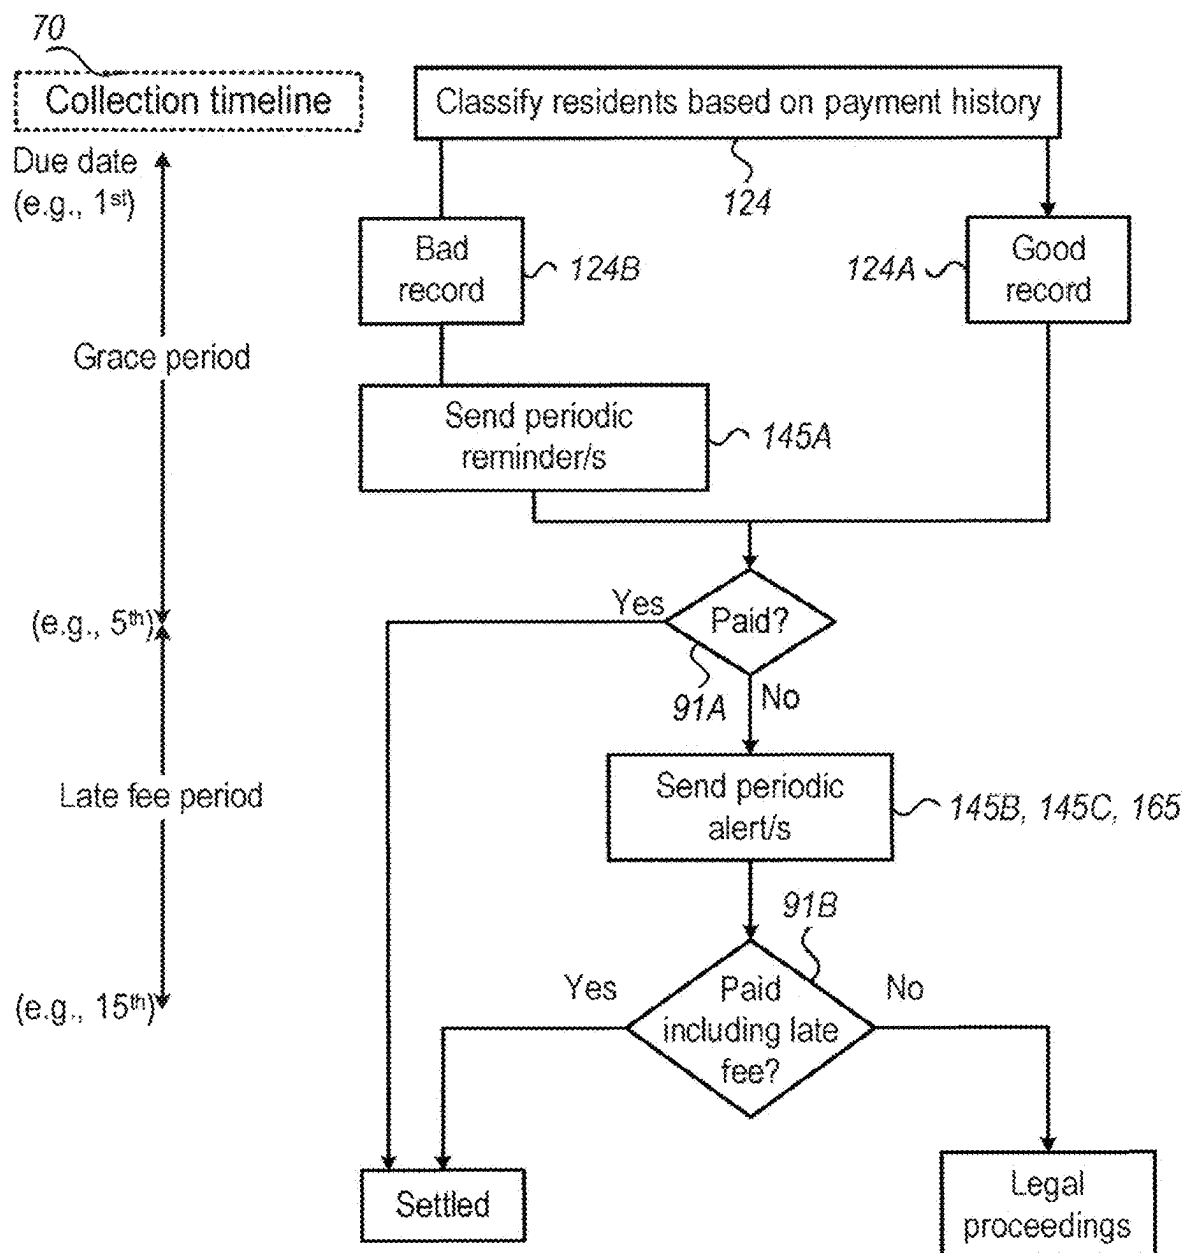 70
Collection timeline
Classify residents based on payment history
Due date
(e.g., 1st)
124
Bad
record
124B
124A
Good
record
Grace period
Send periodic
reminder/s
145A
(e.g., 5th)
Yes
Paid?
91A
No
Late fee period
Send periodic
alert/s
145B, 145C, 165
91B
(e.g., 15th)
Yes
Paid
including late
fee?
No
Settled
Legal
proceedings